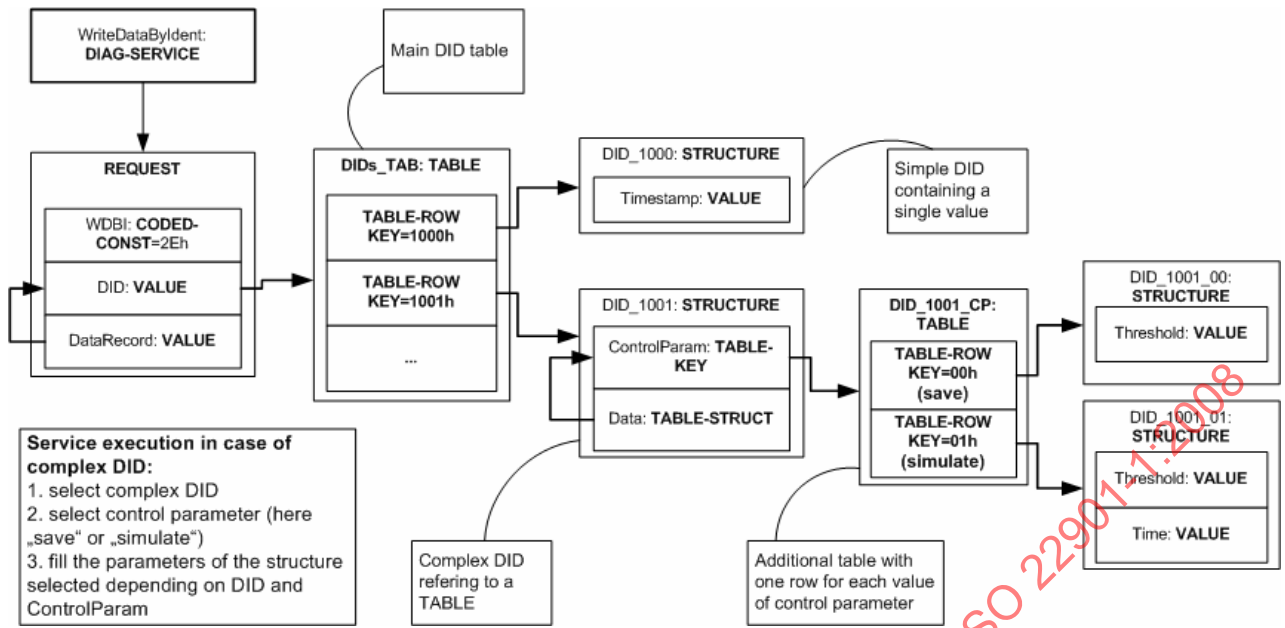 WriteDataByIdent:
DIAG-SERVICE
Main DID table
REQUEST
WDBI: CODED-
CONST=2Eh
DID: VALUE
DataRecord: VALUE
DIDs_TAB: TABLE
TABLE-ROW
KEY=1000h
TABLE-ROW
KEY=1001h
...
DID_1000: STRUCTURE
Timestamp: VALUE
Simple DID
containing a
single value
DID_1001: STRUCTURE
ControlParam: TABLE-
KEY
Data: TABLE-STRUCT
DID_1001_CP:
TABLE
TABLE-ROW
KEY=00h
(save)
TABLE-ROW
KEY=01h
(simulate)
DID_1001_00:
STRUCTURE
Threshold: VALUE
DID_1001_01:
STRUCTURE
Threshold: VALUE
Time: VALUE
Service execution in case of
complex DID:
1. select complex DID
2. select control parameter (here
„save“ or „simulate“)
3. fill the parameters of the structure
selected depending on DID and
ControlParam
Complex DID
refering to a
TABLE
Additional table with
one row for each value
of control parameter
SO 22901-1:2008